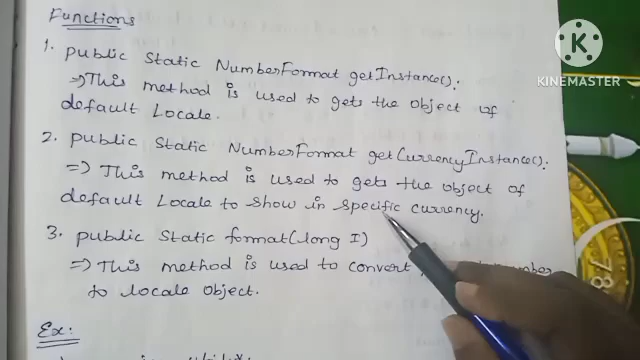 Functions
1. public Static NumberFormat getInstance();
⇒ This method is used to gets the object of
default Locale.
2. public Static NumberFormat getCurrencyInstance();
⇒ This method is used to gets the object of
default Locale to show in specific currency.
3. public Static format(long I)
⇒ This method is used to convert
to locale object.
Ex:
KINEMASTER